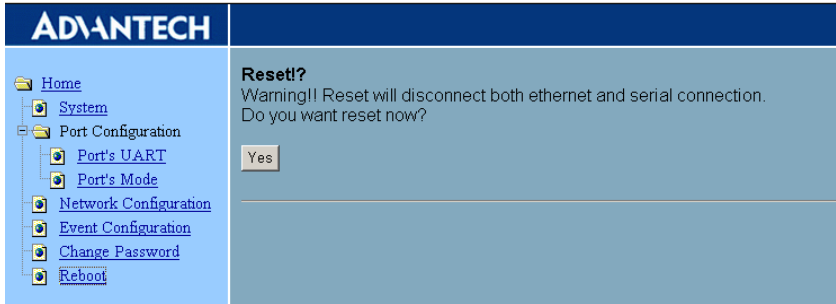 ADVANTECH
Home
System
Port Configuration
Port's UART
Port's Mode
Network Configuration
Event Configuration
Change Password
Reboot
Reset!?
Warning!! Reset will disconnect both ethernet and serial connection.
Do you want reset now?
Yes